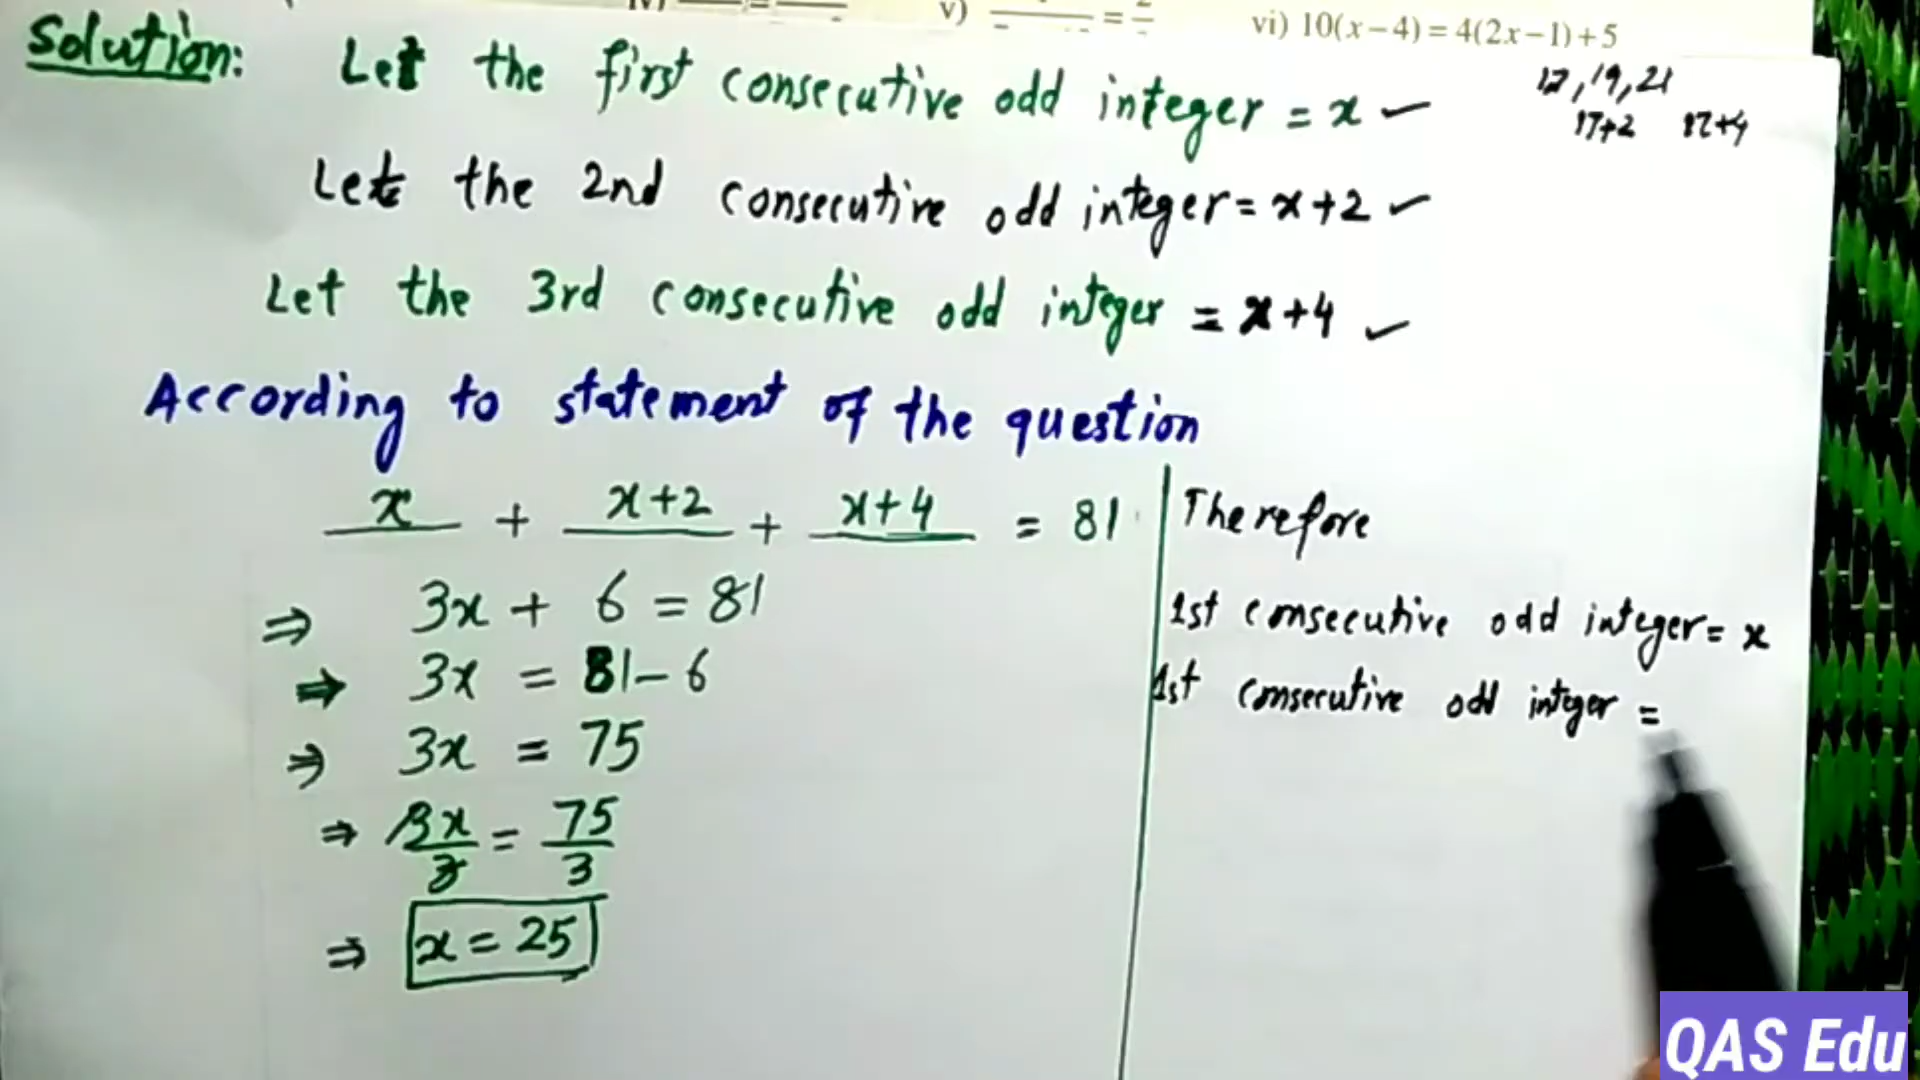 v) = 2
vi) 10(x−4) = 4(2x−1)+5
Solution: Let the first consecutive odd integer = x ✓
17, 19, 21
17+2 17+4
Let the 2nd consecutive odd integer = x+2 ✓
Let the 3rd consecutive odd integer = x+4 ✓
According to statement of the question
x + x+2 + x+4 = 81
⇒ 3x + 6 = 81
⇒ 3x = 81 − 6
⇒ 3x = 75
⇒ 3x/3 = 75/3
⇒ x = 25
Therefore
1st consecutive odd integer = x
1st consecutive odd integer =
QAS Edu